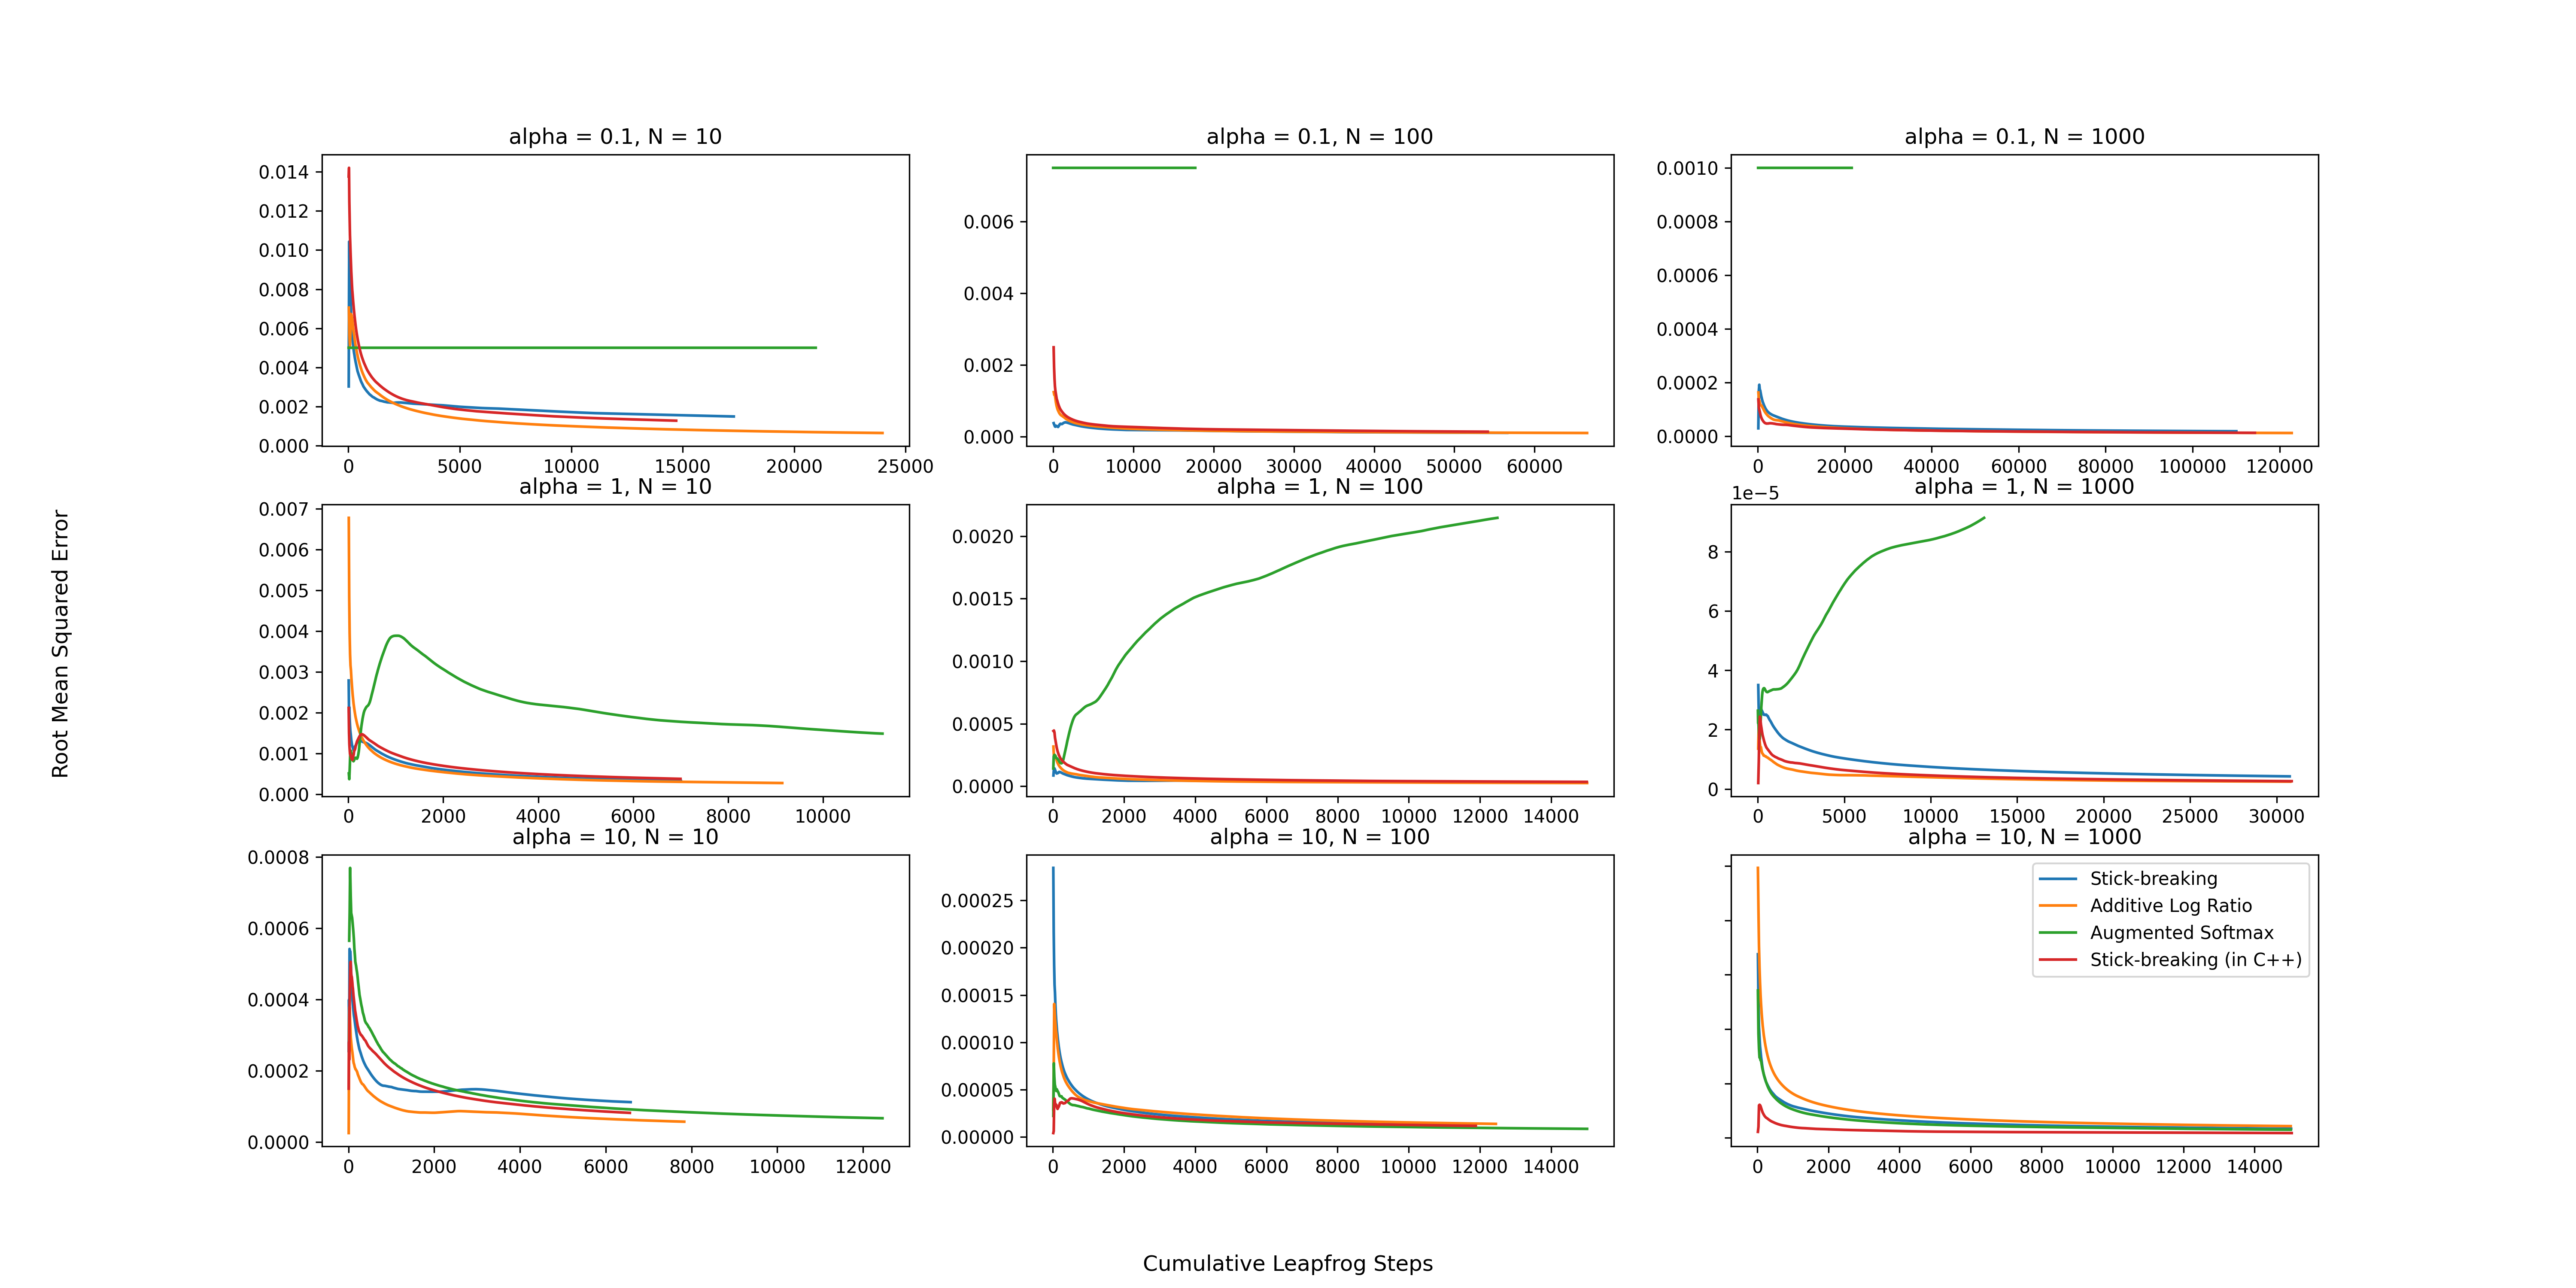 alpha = 0.1, N = 10
0.014
0.012
0.010
0.008
0.006
0.004
0.002
0.000
0 5000 10000 15000 20000 25000
alpha = 0.1, N = 100
0.006
0.004
0.002
0.000
0 10000 20000 30000 40000 50000 60000
alpha = 0.1, N = 1000
0.0010
0.0008
0.0006
0.0004
0.0002
0.0000
0 20000 40000 60000 80000 100000 120000
Root Mean Squared Error
alpha = 1, N = 10
0.007
0.006
0.005
0.004
0.003
0.002
0.001
0.000
0 2000 4000 6000 8000 10000
alpha = 1, N = 100
0.0020
0.0015
0.0010
0.0005
0.0000
0 2000 4000 6000 8000 10000 12000 14000
1e−5
alpha = 1, N = 1000
8
6
4
2
0
0 5000 10000 15000 20000 25000 30000
alpha = 10, N = 10
0.0008
0.0006
0.0004
0.0002
0.0000
0 2000 4000 6000 8000 10000 12000
alpha = 10, N = 100
0.00025
0.00020
0.00015
0.00010
0.00005
0.00000
0 2000 4000 6000 8000 10000 12000 14000
alpha = 10, N = 1000
Stick-breaking
Additive Log Ratio
Augmented Softmax
Stick-breaking (in C++)
0 2000 4000 6000 8000 10000 12000 14000
Cumulative Leapfrog Steps